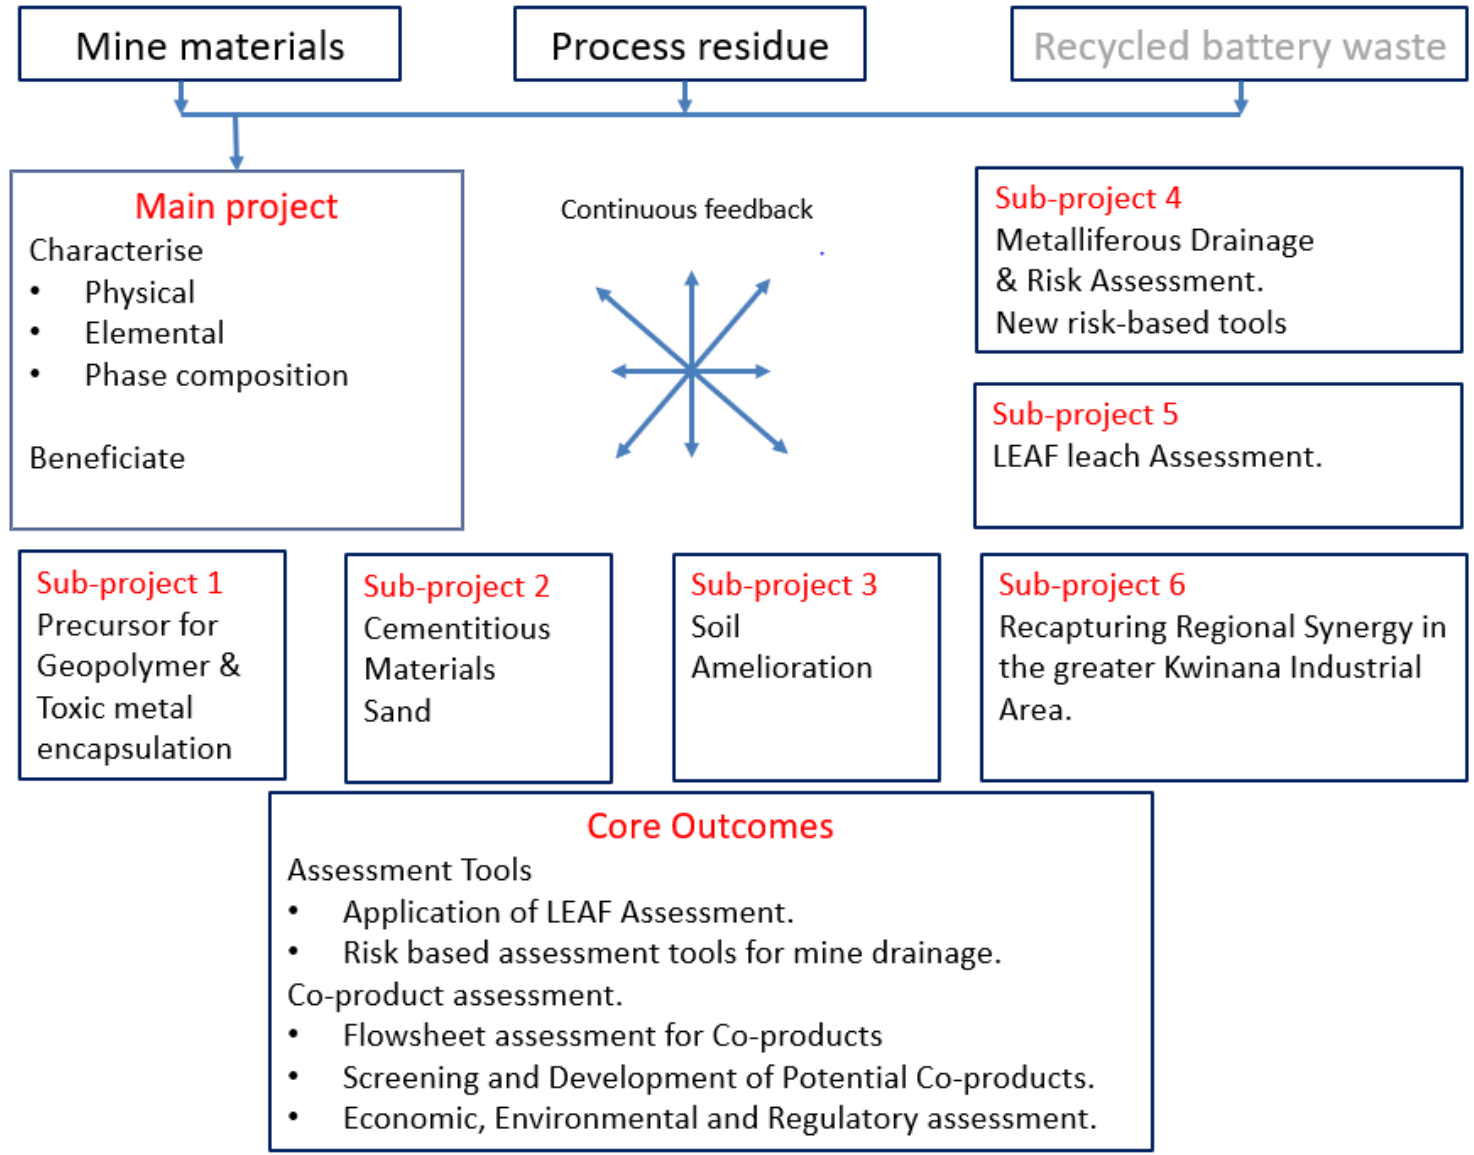 Mine materials
Process residue
Recycled battery waste
Main project
Characterise
• Physical
• Elemental
• Phase composition
Beneficiate
Continuous feedback
Sub-project 4
Metalliferous Drainage
& Risk Assessment.
New risk-based tools
Sub-project 5
LEAF leach Assessment.
Sub-project 1
Precursor for
Geopolymer &
Toxic metal
encapsulation
Sub-project 2
Cementitious
Materials
Sand
Sub-project 3
Soil
Amelioration
Sub-project 6
Recapturing Regional Synergy in
the greater Kwinana Industrial
Area.
Core Outcomes
Assessment Tools
• Application of LEAF Assessment.
• Risk based assessment tools for mine drainage.
Co-product assessment.
• Flowsheet assessment for Co-products
• Screening and Development of Potential Co-products.
• Economic, Environmental and Regulatory assessment.